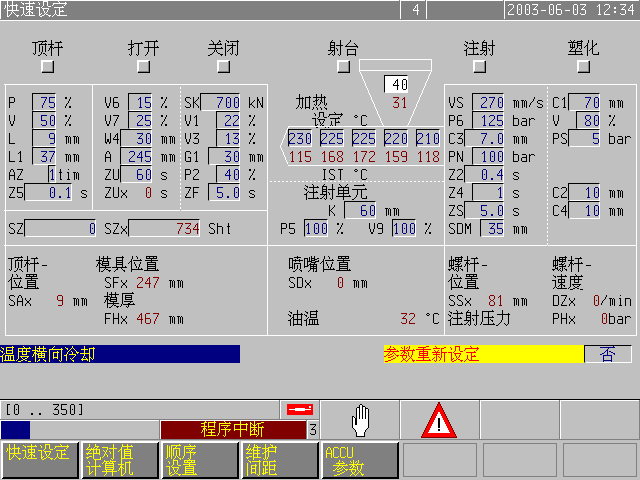 快速设定 4 2003-06-03 12:34
顶杆 打开 关闭 射台 注射 塑化
40
31
加热
设定 °C
P 75 % V6 15 % SK 700 kN VS 270 mm/s C1 70 mm
V 50 % V7 25 % V1 22 % P6 125 bar V 80 %
L 9 mm W4 30 mm V3 13 % 230 225 225 220 210 C3 7.0 mm PS 5 bar
L1 37 mm A 245 mm G1 30 mm 115 168 172 159 118 PN 100 bar
AZ 1tim ZU 60 s P2 40 % IST °C Z2 0.4 s
Z5 0.1 s ZUx 0 s ZF 5.0 s 注射单元 Z4 1 s C2 10 mm
K 60 mm ZS 5.0 s C4 10 mm
SZ 0 SZx 734 Sht P5 100 % V9 100 % SDM 35 mm
顶杆- 模具位置 喷嘴位置 螺杆- 螺杆-
位置 SFx 247 mm SDx 0 mm 位置 速度
SAx 9 mm 模厚 SSx 81 mm DZx 0/min
FHx 467 mm 油温 32 °C 注射压力 PHx 0bar
温度横向冷却 参数重新设定 否
[0 .. 350]
程序中断 3
快速设定 绝对值 顺序 维护 ACCU
计算机 设置 间距 参数